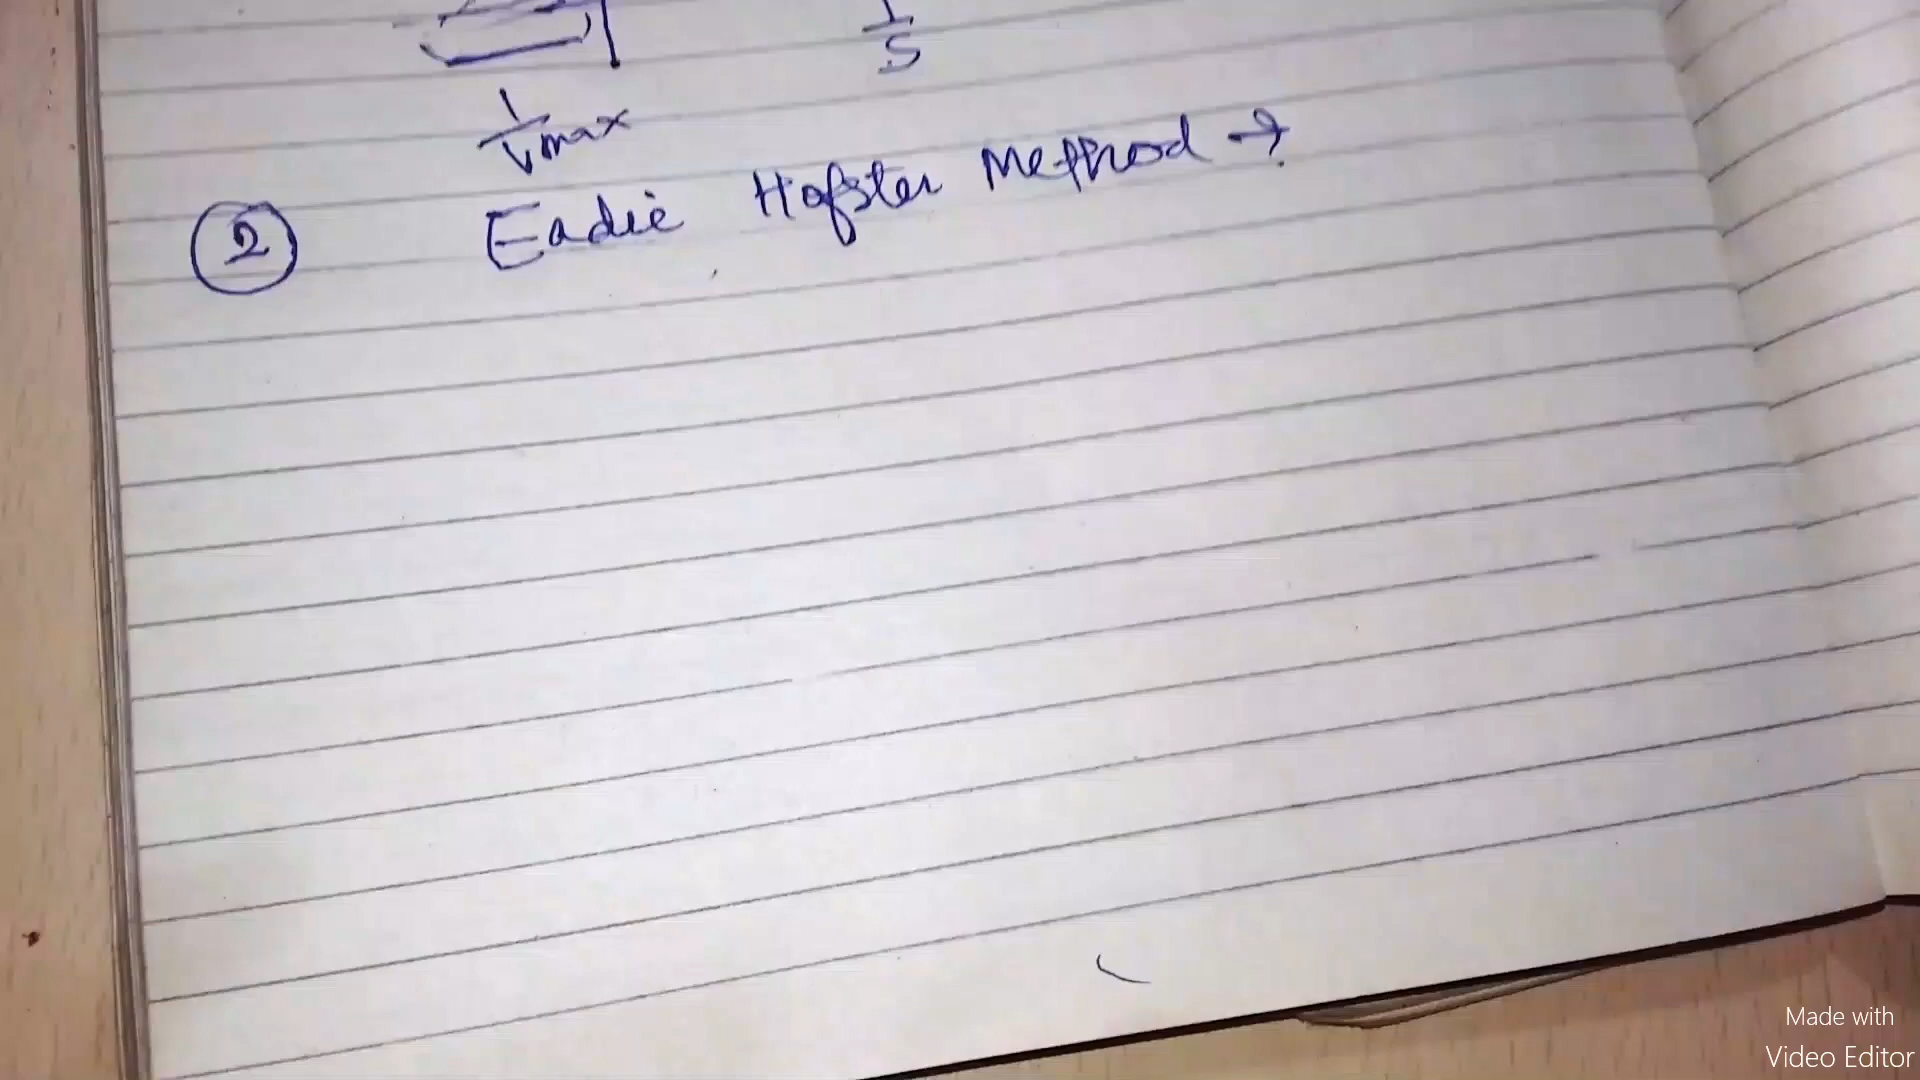 1/S
1/Vmax
② Eadie Hofster Method →
Made with
Video Editor